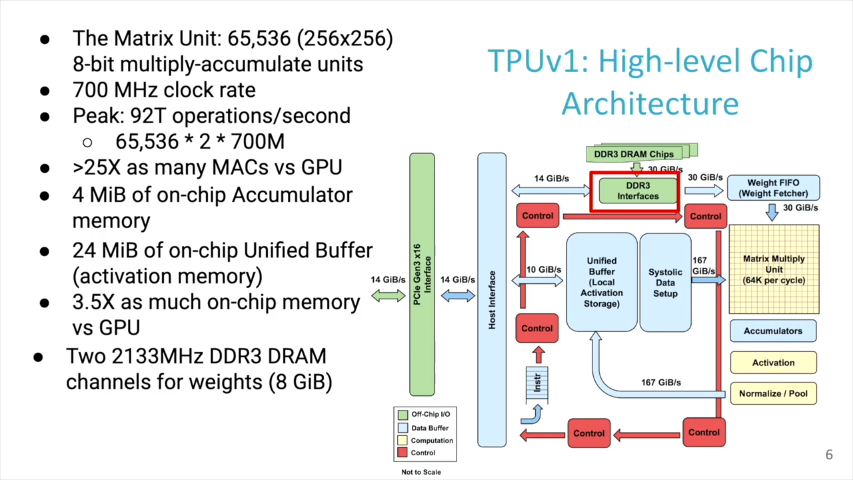 ● The Matrix Unit: 65,536 (256x256)
8-bit multiply-accumulate units
● 700 MHz clock rate
● Peak: 92T operations/second
○ 65,536 * 2 * 700M
● >25X as many MACs vs GPU
● 4 MiB of on-chip Accumulator
memory
● 24 MiB of on-chip Unified Buffer
(activation memory)
● 3.5X as much on-chip memory
vs GPU
● Two 2133MHz DDR3 DRAM
channels for weights (8 GiB)
TPUv1: High-level Chip
Architecture
DDR3 DRAM Chips
30 GiB/s
14 GiB/s
DDR3
Interfaces
30 GiB/s
Weight FIFO
(Weight Fetcher)
30 GiB/s
Control
Control
14 GiB/s
PCIe Gen3 x16
Interface
14 GiB/s
Host Interface
10 GiB/s
Unified
Buffer
(Local
Activation
Storage)
Systolic
Data
Setup
167
GiB/s
Matrix Multiply
Unit
(64K per cycle)
Control
Accumulators
Activation
Instr
167 GiB/s
Normalize / Pool
Control
Control
Off-Chip I/O
Data Buffer
Computation
Control
Not to Scale
6